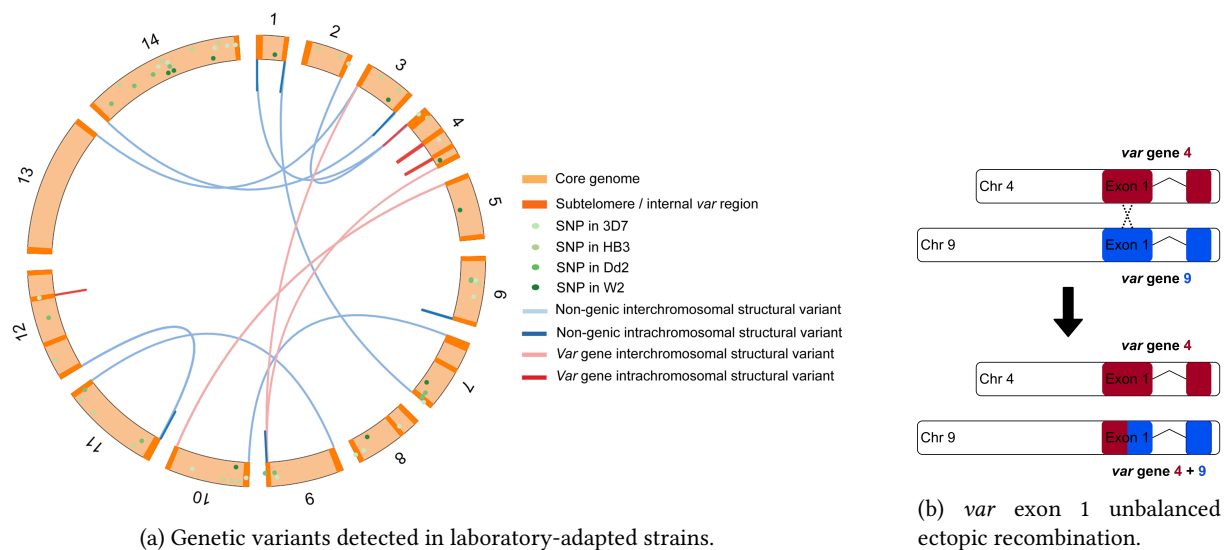 1
2
3
4
5
6
7
8
9
10
11
12
13
14
Core genome
Subtelomere / internal var region
SNP in 3D7
SNP in HB3
SNP in Dd2
SNP in W2
Non-genic interchromosomal structural variant
Non-genic intrachromosomal structural variant
Var gene interchromosomal structural variant
Var gene intrachromosomal structural variant
(a) Genetic variants detected in laboratory-adapted strains.
var gene 4
Chr 4
Exon 1
Chr 9
Exon 1
var gene 9
var gene 4
Chr 4
Exon 1
Chr 9
Exon 1
var gene 4 + 9
(b) var exon 1 unbalanced
ectopic recombination.